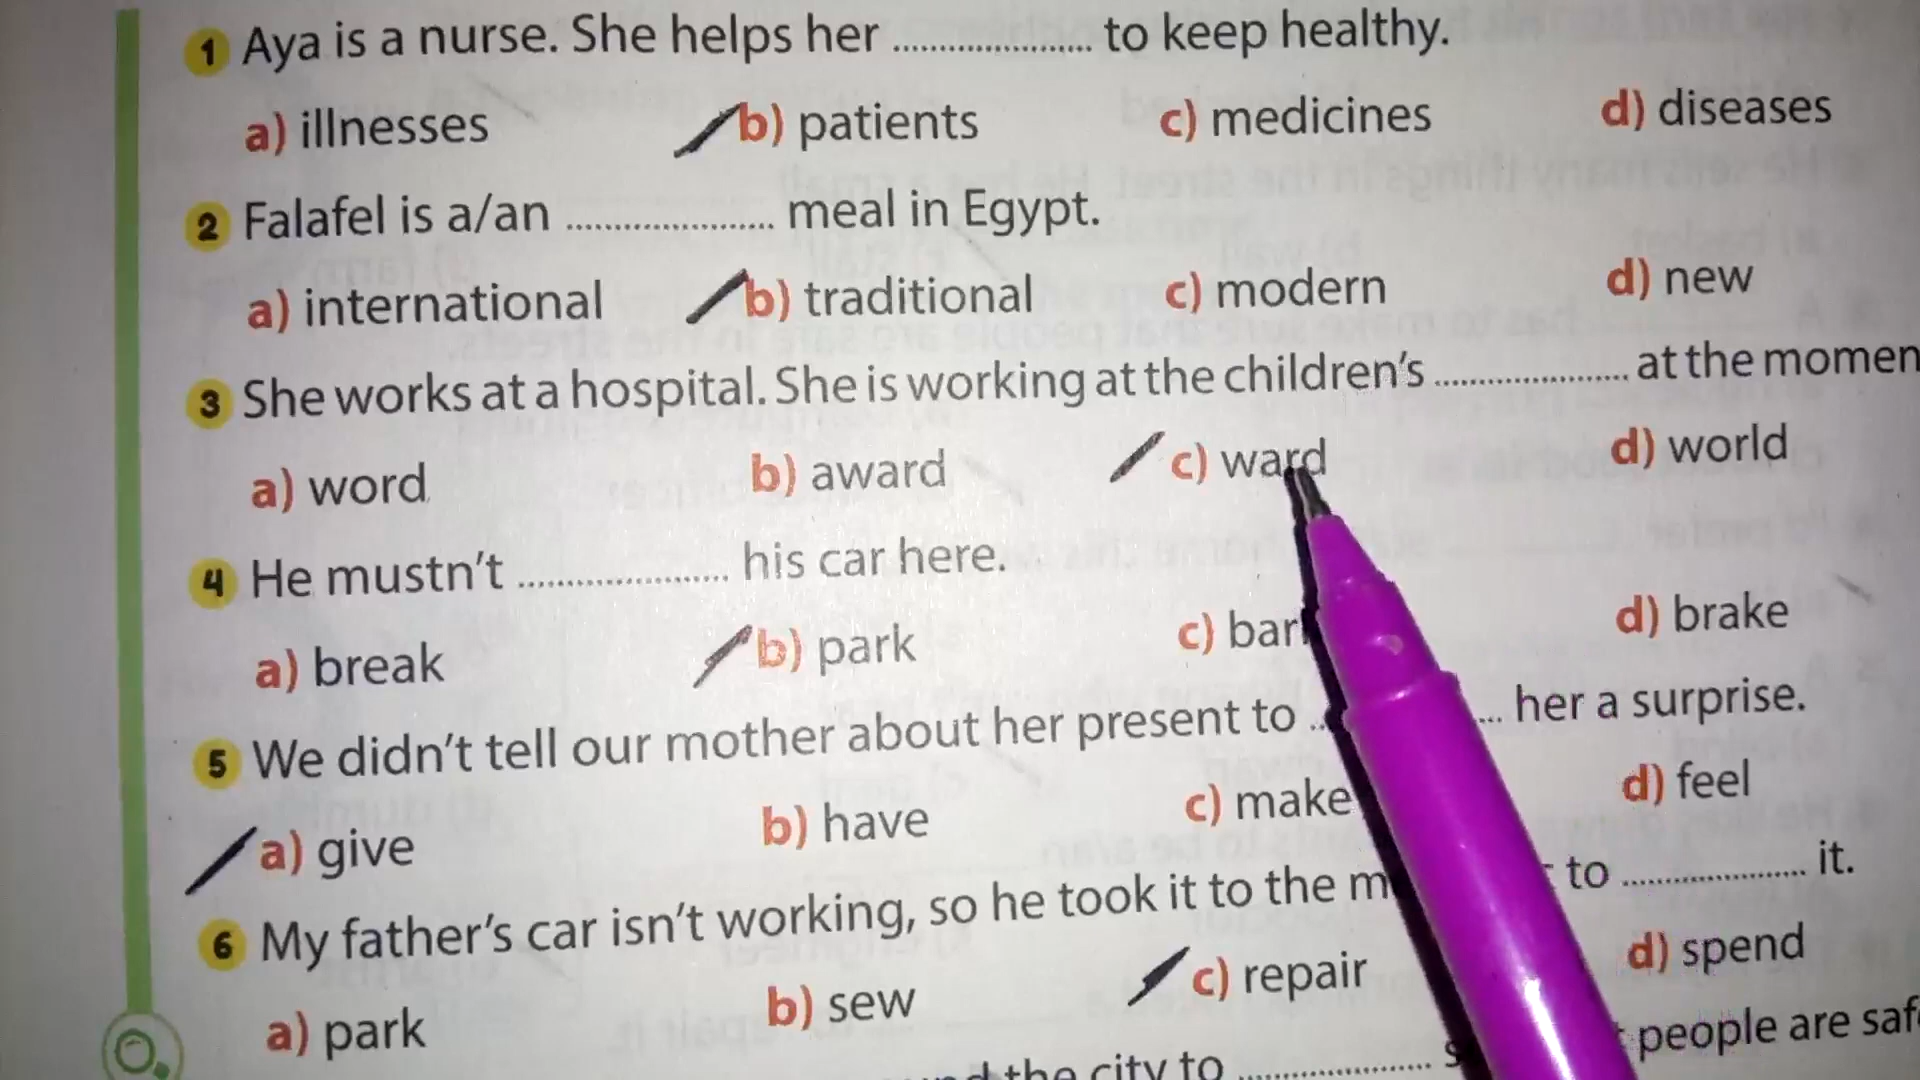 1 Aya is a nurse. She helps her .................... to keep healthy.
a) illnesses b) patients c) medicines d) diseases
2 Falafel is a/an .................... meal in Egypt.
a) international b) traditional c) modern d) new
3 She works at a hospital. She is working at the children's .................... at the
a) word b) award c) ward d) world
4 He mustn't .................... his car here.
a) break b) park c) d) brake
5 We didn't tell our mother about her present to ... her a surprise.
a) give b) have c) make d) feel
6 My father's car isn't working, so he took it to the to .................... it.
a) park b) sew c) repair d) spend
the city to .................... people are